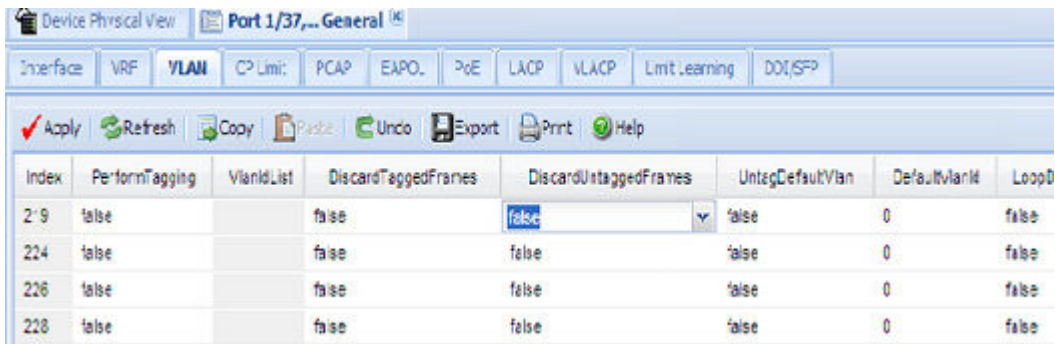 Device Physical View Port 1/37,... General
Interface VRF VLAN CP Limit PCAP EAPOL PoE LACP VLACP Limit Learning DDI/SFP
Apply Refresh Copy Paste Undo Export Print Help
Index PerformTagging VlanIdList DiscardTaggedFrames DiscardUntaggedFrames UntagDefaultVlan DefaultVlanId LoopD
219 false false false false 0 false
224 false false false false 0 false
226 false false false false 0 false
228 false false false false 0 false